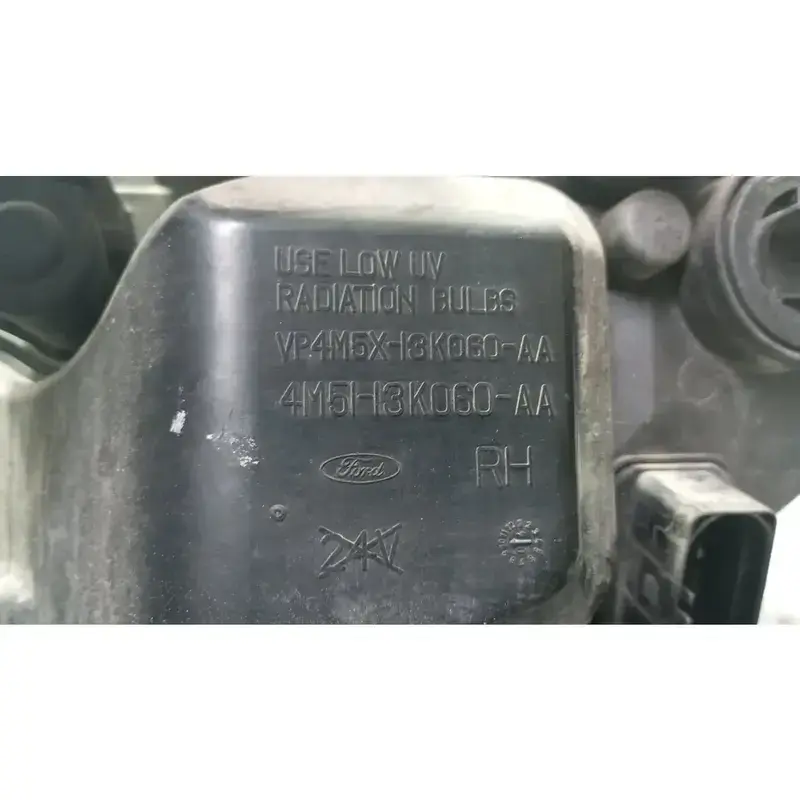 USE LOW UV
RADIATION BULBS
VP4M5X-13K060-AA
4M51-13K060-AA
Ford RH
©
24V